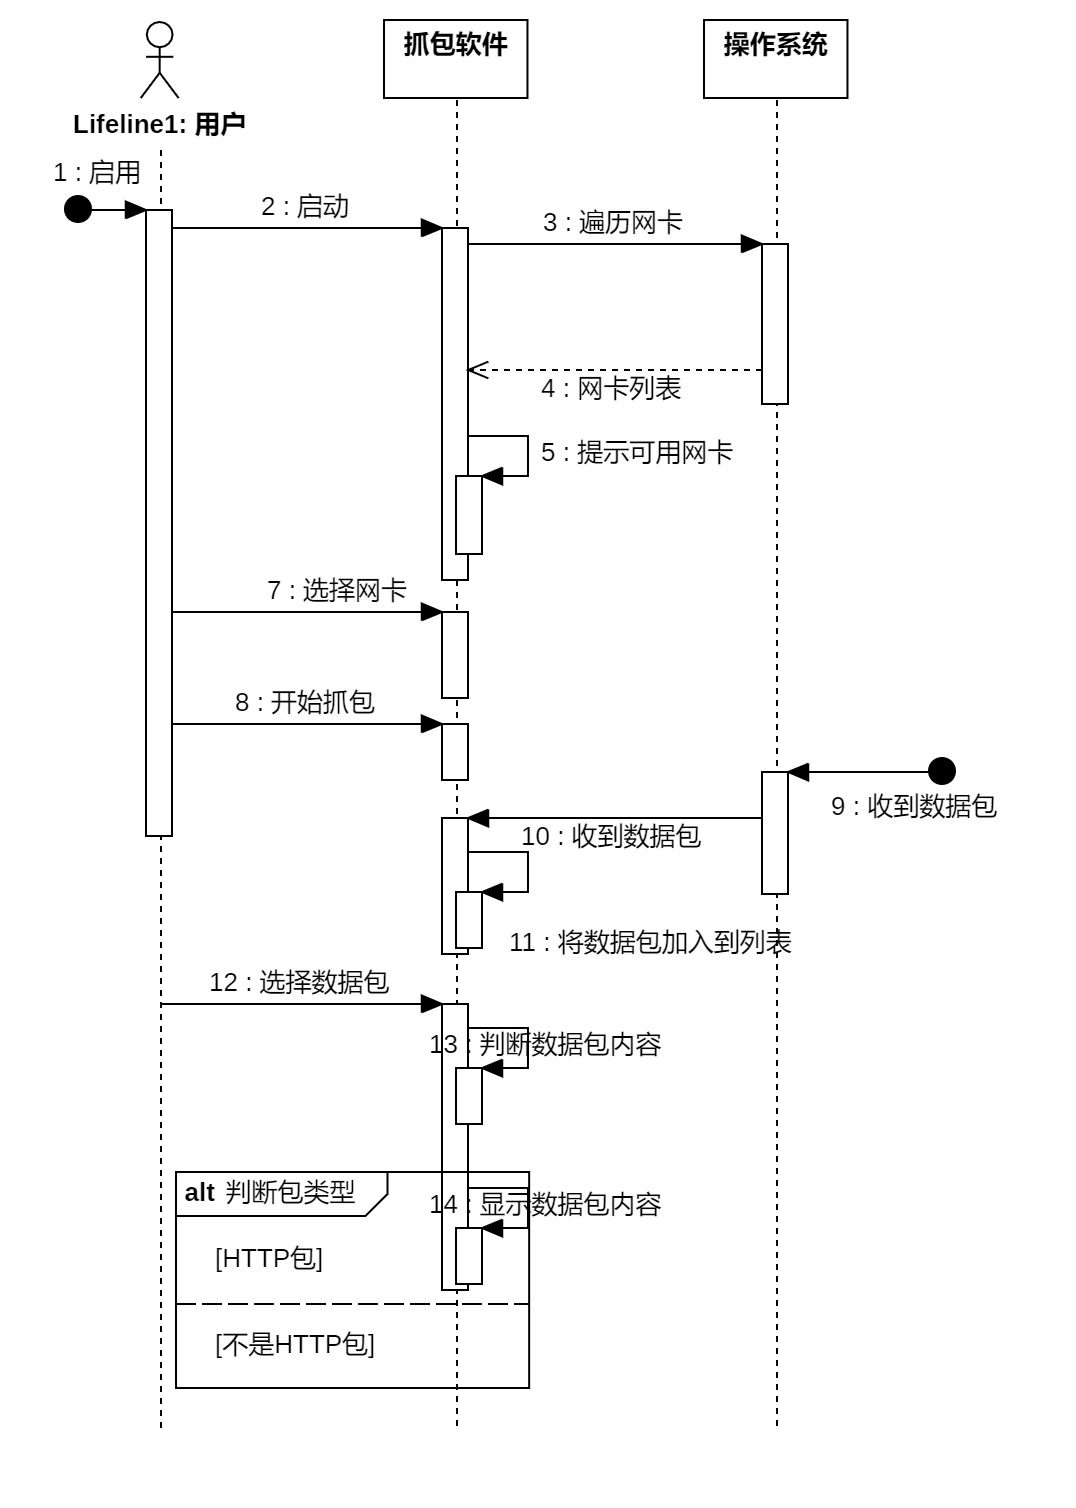 抓包软件
操作系统
Lifeline1: 用户
1 : 启用
2 : 启动
3 : 遍历网卡
4 : 网卡列表
5 : 提示可用网卡
7 : 选择网卡
8 : 开始抓包
9 : 收到数据包
10 : 收到数据包
11 : 将数据包加入到列表
12 : 选择数据包
13 : 判断数据包内容
alt 判断包类型
14 : 显示数据包内容
[HTTP包]
[不是HTTP包]